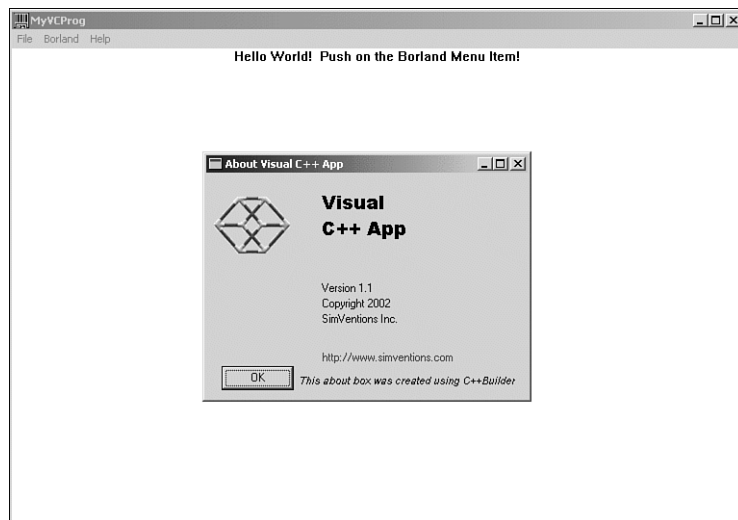 MyVCProg
File Borland Help
Hello World! Push on the Borland Menu Item!
About Visual C++ App
Visual
C++ App
Version 1.1
Copyright 2002
SimVentions Inc.
http://www.simventions.com
OK
This about box was created using C++Builder